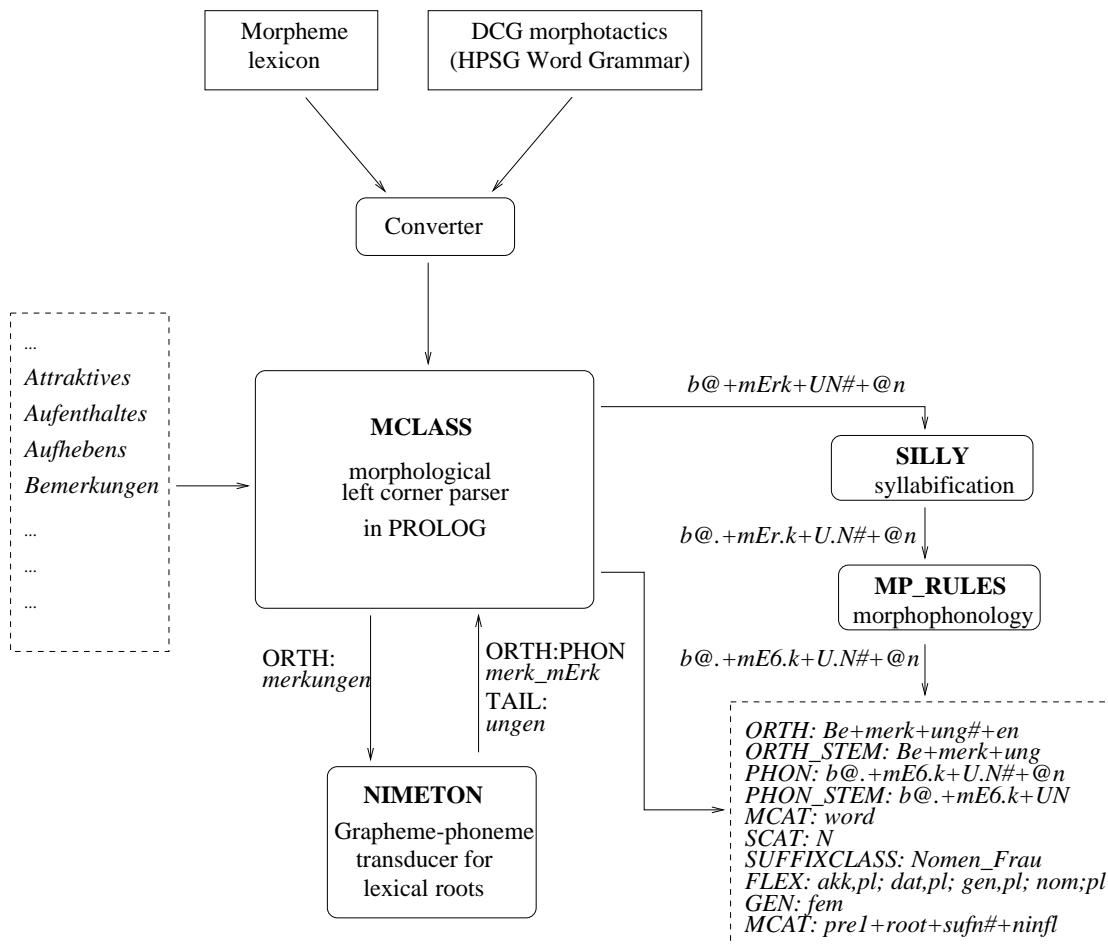 Morpheme
lexicon
DCG morphotactics
(HPSG Word Grammar)
Converter
...
Attraktives
Aufenthaltes
Aufhebens
Bemerkungen
...
...
...
MCLASS
morphological
left corner parser
in PROLOG
b@+mErk+UN#+@n
SILLY
syllabification
b@.+mEr.k+U.N#+@n
MP_RULES
morphophonology
b@.+mE6.k+U.N#+@n
ORTH:
merkungen
ORTH:PHON
merk_mErk
TAIL:
ungen
NIMETON
Grapheme-phoneme
transducer for
lexical roots
ORTH: Be+merk+ung#+en
ORTH_STEM: Be+merk+ung
PHON: b@.+mE6.k+U.N#+@n
PHON_STEM: b@.+mE6.k+UN
MCAT: word
SCAT: N
SUFFIXCLASS: Nomen_Frau
FLEX: akk,pl; dat,pl; gen,pl; nom;pl
GEN: fem
MCAT: pre1+root+sufn#+ninfl